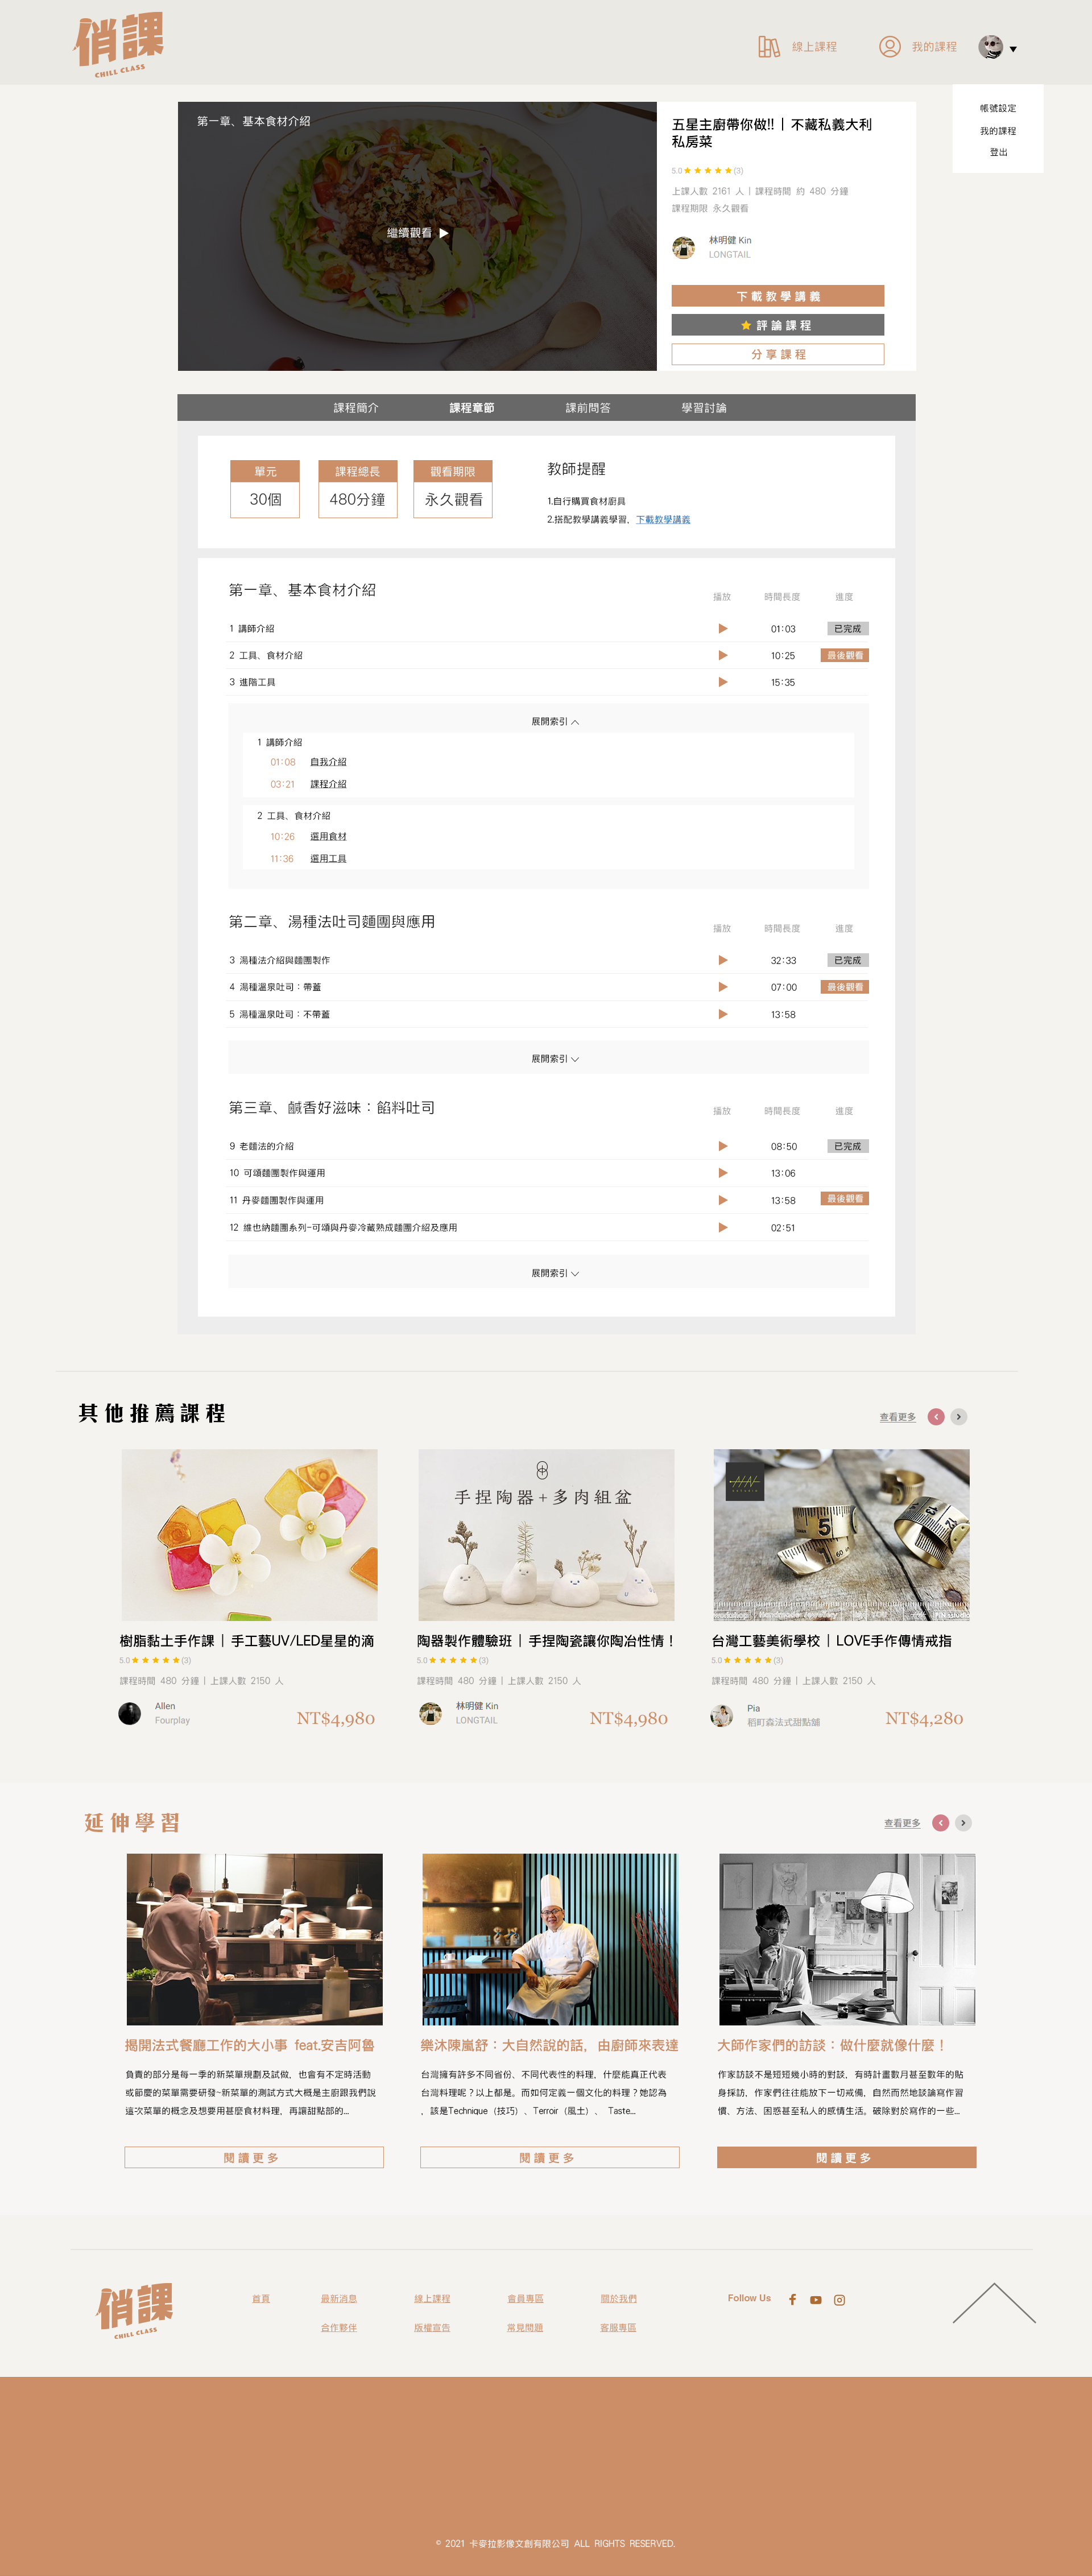 俏課
CHILL CLASS
線上課程
我的課程
帳號設定
我的課程
登出
第一章、基本食材介紹
繼續觀看
五星主廚帶你做!! | 不藏私義大利
私房菜
5.0 (3)
上課人數 2161 人 | 課程時間 約 480 分鐘
課程期限 永久觀看
林明健 Kin
LONGTAIL
下載教學講義
評論課程
分享課程
課程簡介 課程章節 課前問答 學習討論
單元 課程總長 觀看期限
30個 480分鐘 永久觀看
教師提醒
1.自行購買食材廚具
2.搭配教學講義學習，下載教學講義
第一章、基本食材介紹
播放 時間長度 進度
1 講師介紹 01:03 已完成
2 工具、食材介紹 10:25 最後觀看
3 進階工具 15:35
展開索引
1 講師介紹
01:08 自我介紹
03:21 課程介紹
2 工具、食材介紹
10:26 選用食材
11:36 選用工具
第二章、湯種法吐司麵團與應用
播放 時間長度 進度
3 湯種法介紹與麵團製作 32:33 已完成
4 湯種溫泉吐司：帶蓋 07:00 最後觀看
5 湯種溫泉吐司：不帶蓋 13:58
展開索引
第三章、鹹香好滋味：餡料吐司
播放 時間長度 進度
9 老麵法的介紹 08:50 已完成
10 可頌麵團製作與運用 13:06
11 丹麥麵團製作與運用 13:58 最後觀看
12 維也納麵團系列-可頌與丹麥冷藏熟成麵團介紹及應用 02:51
展開索引
其他推薦課程
查看更多
手捏陶器+多肉組盆
樹脂黏土手作課 | 手工藝UV/LED星星的滴
5.0 (3)
課程時間 480 分鐘 | 上課人數 2150 人
Allen
Fourplay
NT$4,980
陶器製作體驗班 | 手捏陶瓷讓你陶冶性情！
5.0 (3)
課程時間 480 分鐘 | 上課人數 2150 人
林明健 Kin
LONGTAIL
NT$4,980
台灣工藝美術學校 | LOVE手作傳情戒指
5.0 (3)
課程時間 480 分鐘 | 上課人數 2150 人
Pia
稻町森法式甜點舖
NT$4,280
延伸學習
查看更多
揭開法式餐廳工作的大小事 feat.安吉阿魯
負責的部分是每一季的新菜單規劃及試做，也會有不定時活動
或節慶的菜單需要研發~新菜單的測試方式大概是主廚跟我們說
這次菜單的概念及想要用甚麼食材料理，再讓甜點部的...
閱讀更多
樂沐陳嵐舒：大自然說的話，由廚師來表達
台灣擁有許多不同省份、不同代表性的料理，什麼能真正代表
台灣料理呢？以上都是。而如何定義一個文化的料理？她認為
，該是Technique（技巧）、Terroir（風土）、 Taste...
閱讀更多
大師作家們的訪談：做什麼就像什麼！
作家訪談不是短短幾小時的對談，有時計畫數月甚至數年的貼
身採訪，作家們往往能放下一切戒備，自然而然地談論寫作習
慣、方法、困惑甚至私人的感情生活。破除對於寫作的一些...
閱讀更多
俏課
CHILL CLASS
首頁 最新消息 線上課程 會員專區 關於我們
合作夥伴 版權宣告 常見問題 客服專區
Follow Us
© 2021 卡麥拉影像文創有限公司 ALL RIGHTS RESERVED.